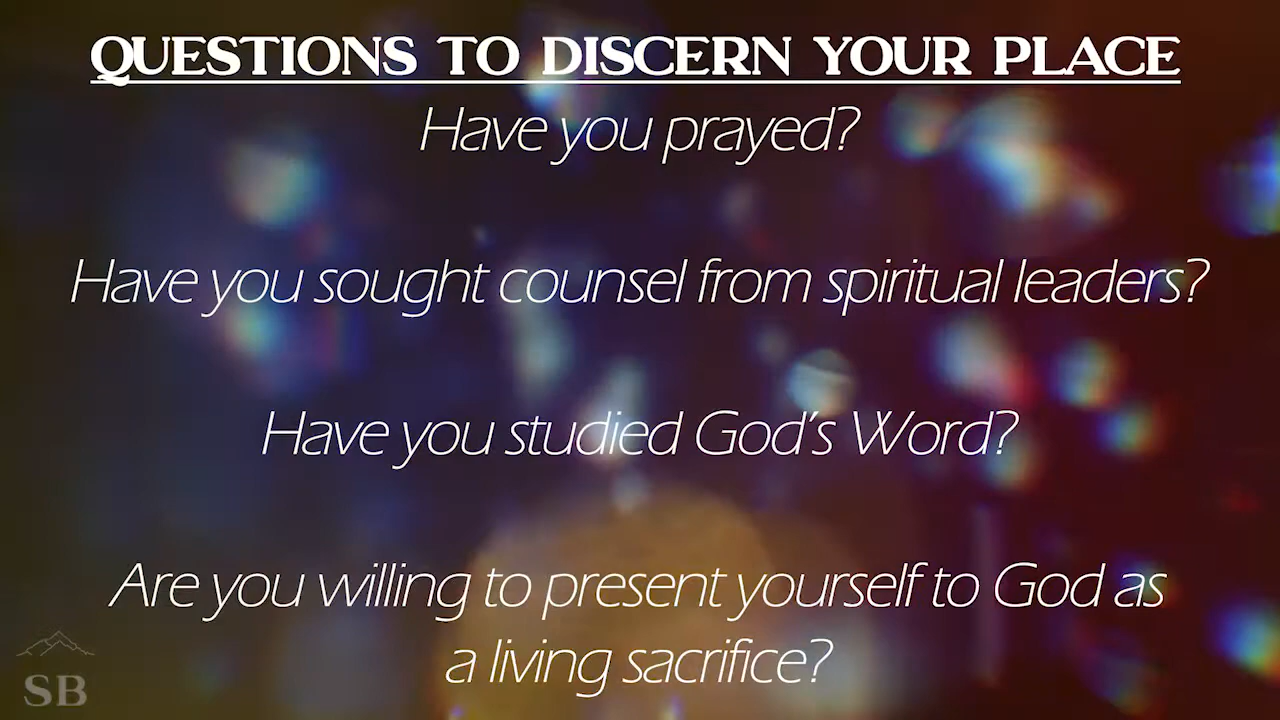 QUESTIONS TO DISCERN YOUR PLACE
Have you prayed?
Have you sought counsel from spiritual leaders?
Have you studied God's Word?
Are you willing to present yourself to God as
a living sacrifice?
SB